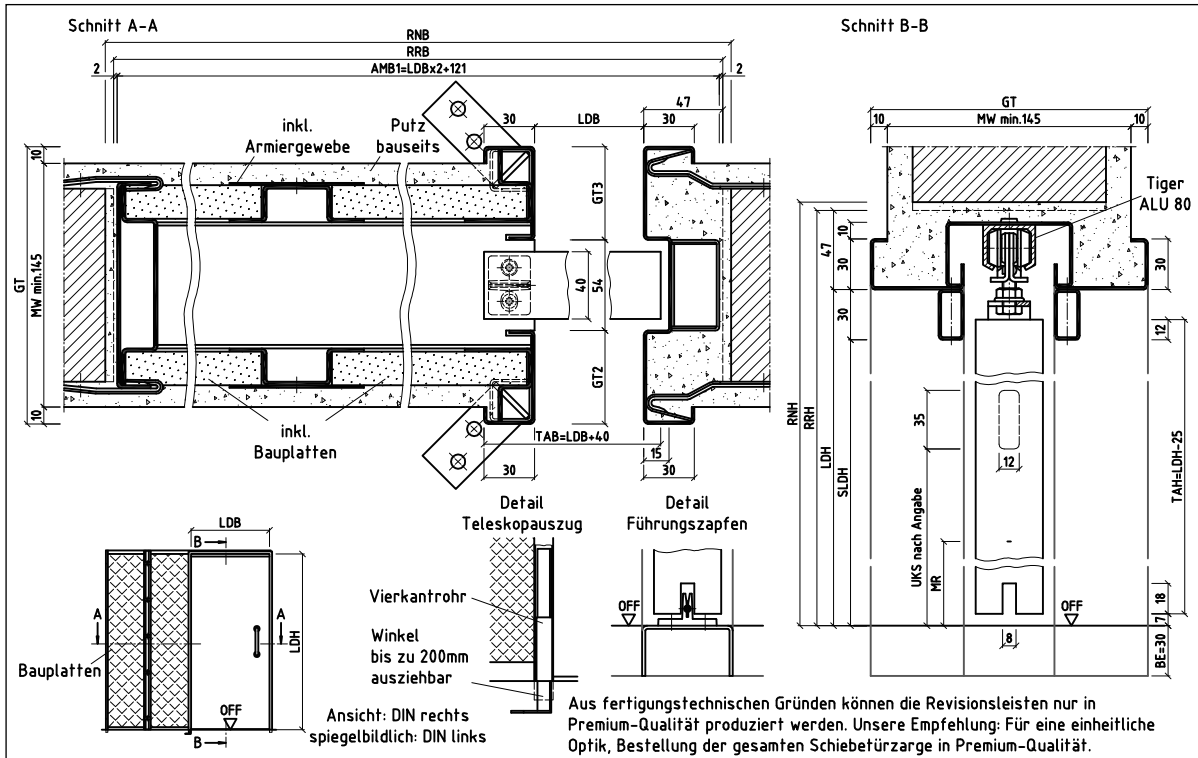 Schnitt A-A
Schnitt B-B
RNB
RRB
2
AMB1=LDBx2+121
2
47
30
LDB
30
GT
10
MW min.145
10
inkl.
Armiergewebe
Putz
bauseits
Tiger
ALU 80
10
GT
MW min.145
10
GT3
40
54
GT2
10
47
30
30
30
12
inkl.
Bauplatten
TAB=LDB+40
15
30
30
RNH
RRH
LDH
SLDH
35
12
UKS nach Angabe
MR
TAH=LDH-25
18
7
8
OFF
BE=30
Detail
Teleskopauszug
Detail
Führungszapfen
LDB
B
A
A
LDH
Bauplatten
OFF
B
Vierkantrohr
Winkel
bis zu 200mm
ausziehbar
OFF
Ansicht: DIN rechts
spiegelbildlich: DIN links
Aus fertigungstechnischen Gründen können die Revisionsleisten nur in
Premium-Qualität produziert werden. Unsere Empfehlung: Für eine einheitliche
Optik, Bestellung der gesamten Schiebetürzarge in Premium-Qualität.